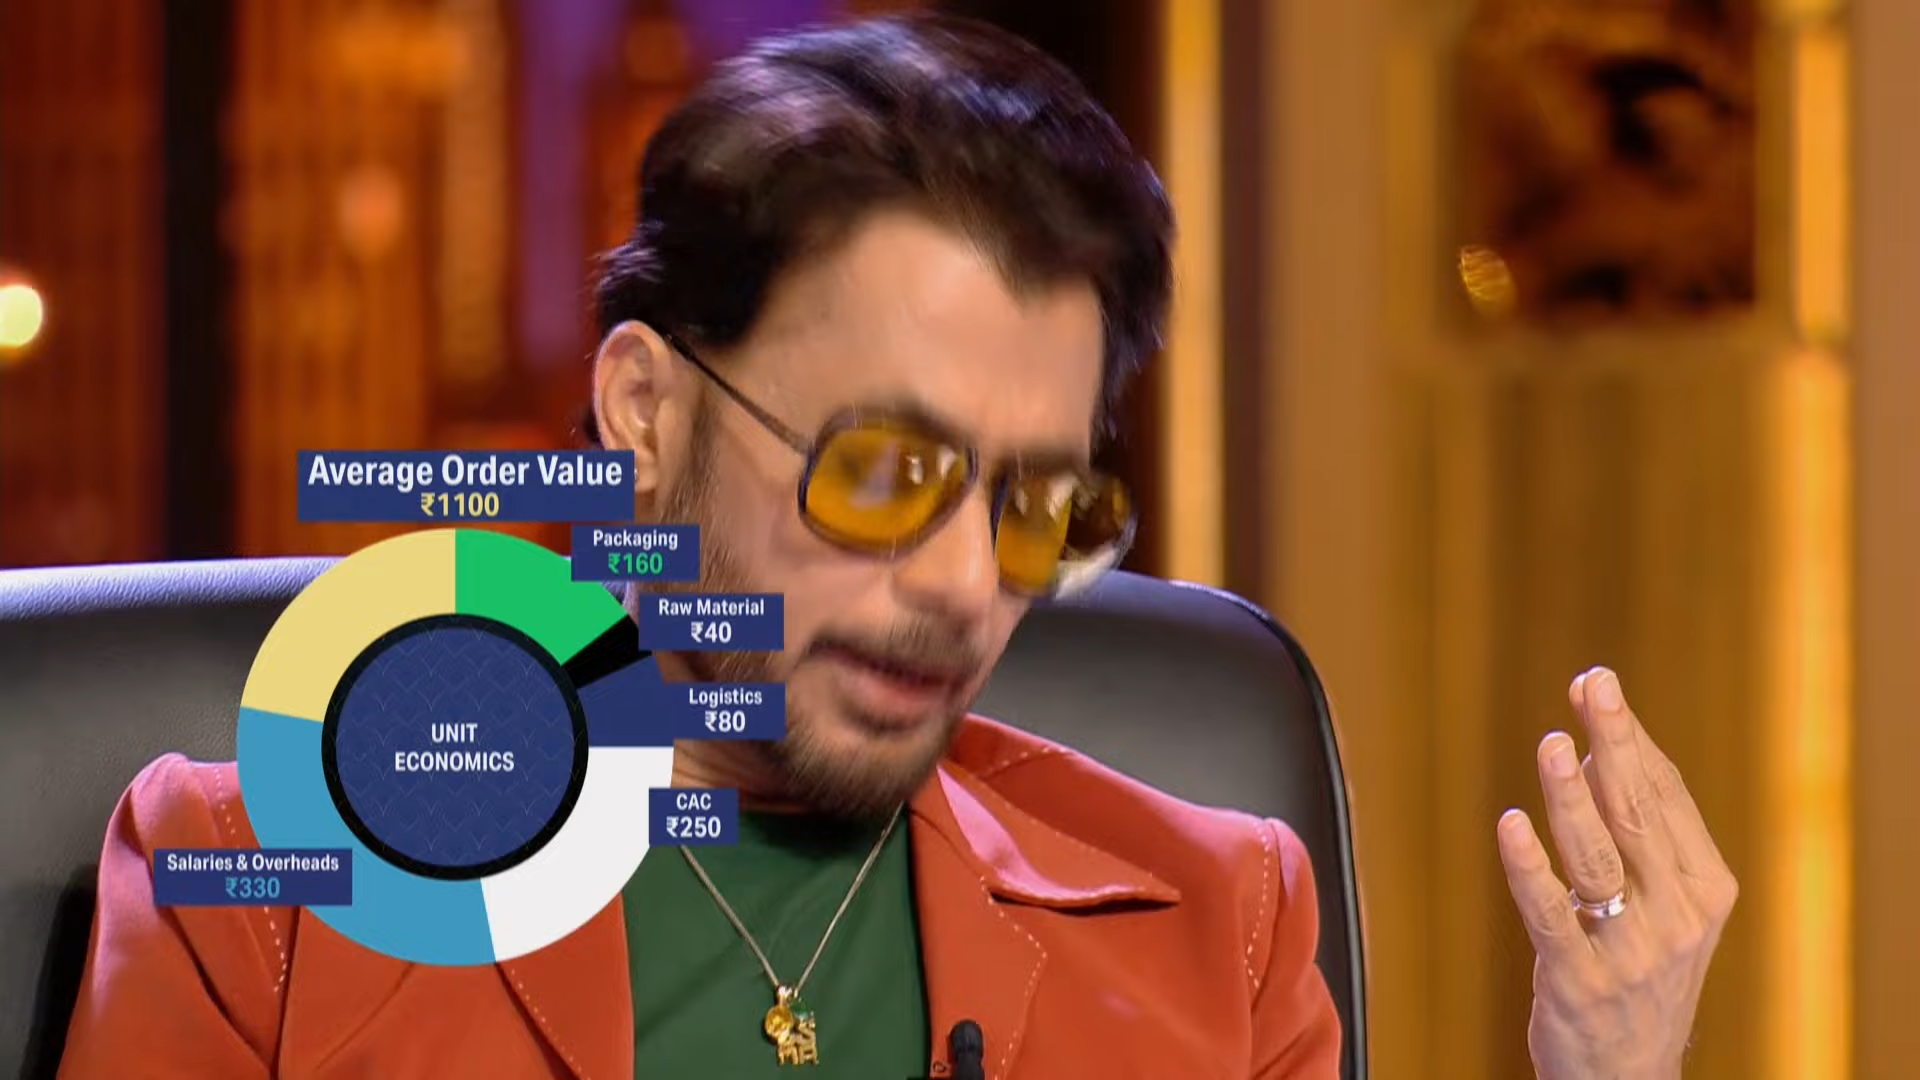 Average Order Value
₹1100
Packaging
₹160
Raw Material
₹40
Logistics
₹80
UNIT
ECONOMICS
CAC
₹250
Salaries & Overheads
₹330